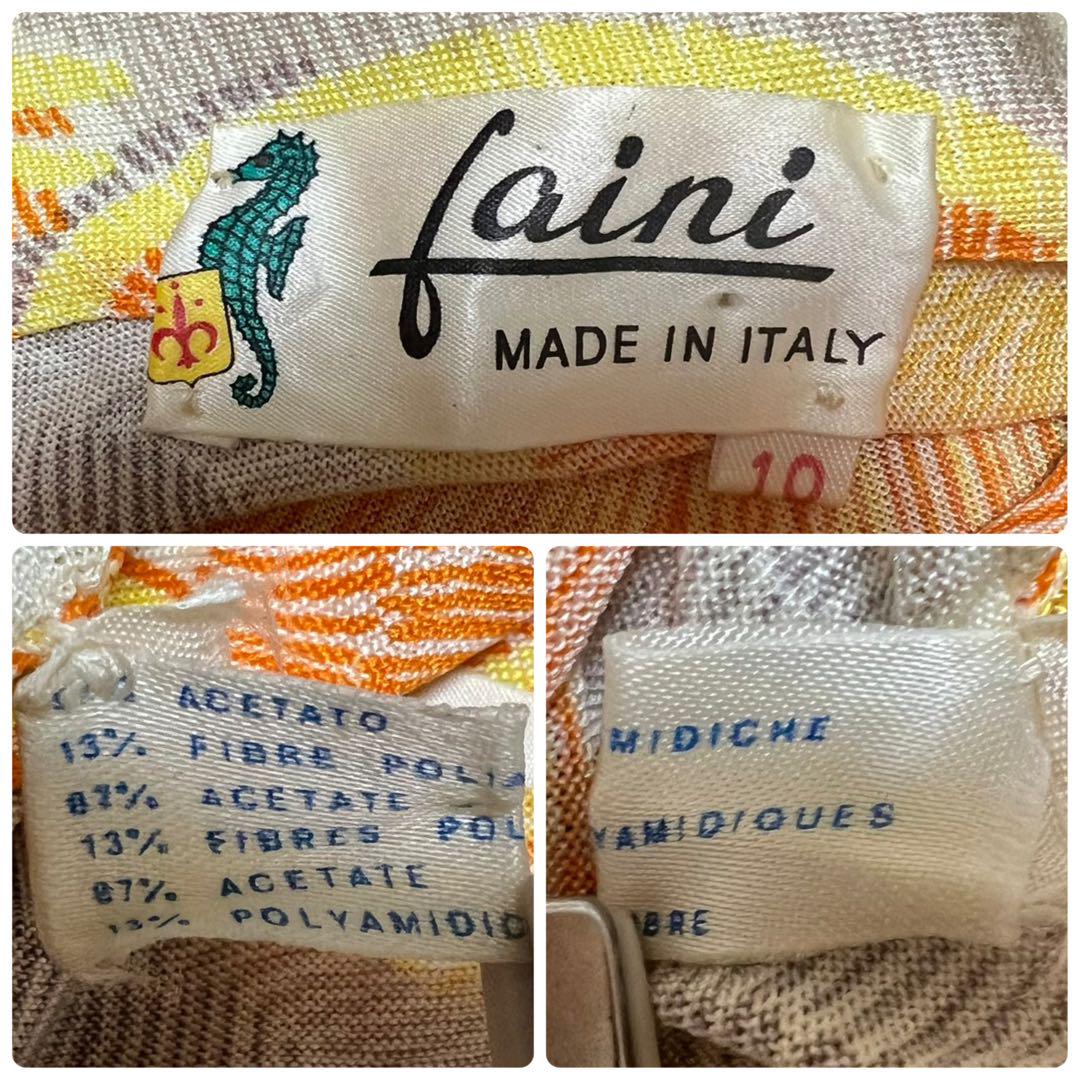 faini
MADE IN ITALY
10
ACETATO
13% FIBRE POLIA
87% ACETATE
13% FIBRES POL
87% ACETATE
13% POLYAMIDIC
MIDICHE
YAMIDIQUES
BRE